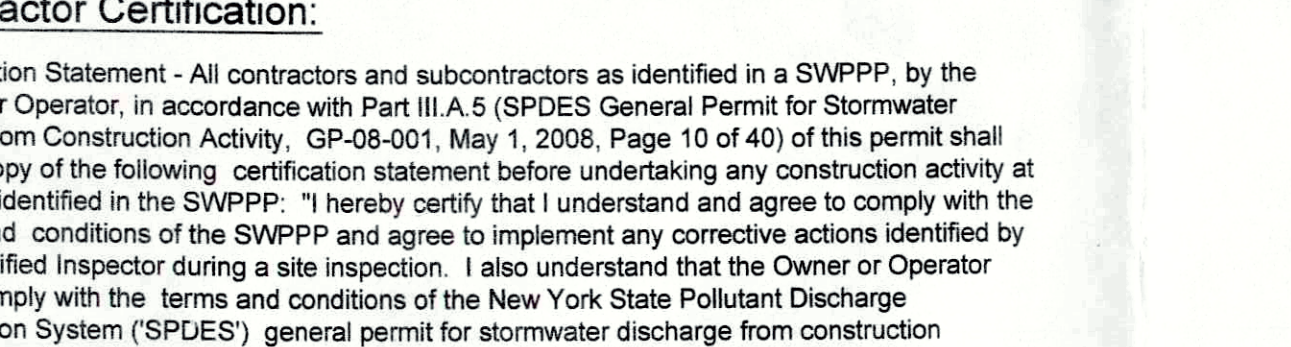 actor Certification:
ion Statement - All contractors and subcontractors as identified in a SWPPP, by the
r Operator, in accordance with Part III.A.5 (SPDES General Permit for Stormwater
om Construction Activity, GP-08-001, May 1, 2008, Page 10 of 40) of this permit shall
opy of the following certification statement before undertaking any construction activity at
identified in the SWPPP: "I hereby certify that I understand and agree to comply with the
d conditions of the SWPPP and agree to implement any corrective actions identified by
ified Inspector during a site inspection. I also understand that the Owner or Operator
mply with the terms and conditions of the New York State Pollutant Discharge
on System ('SPDES') general permit for stormwater discharge from construction